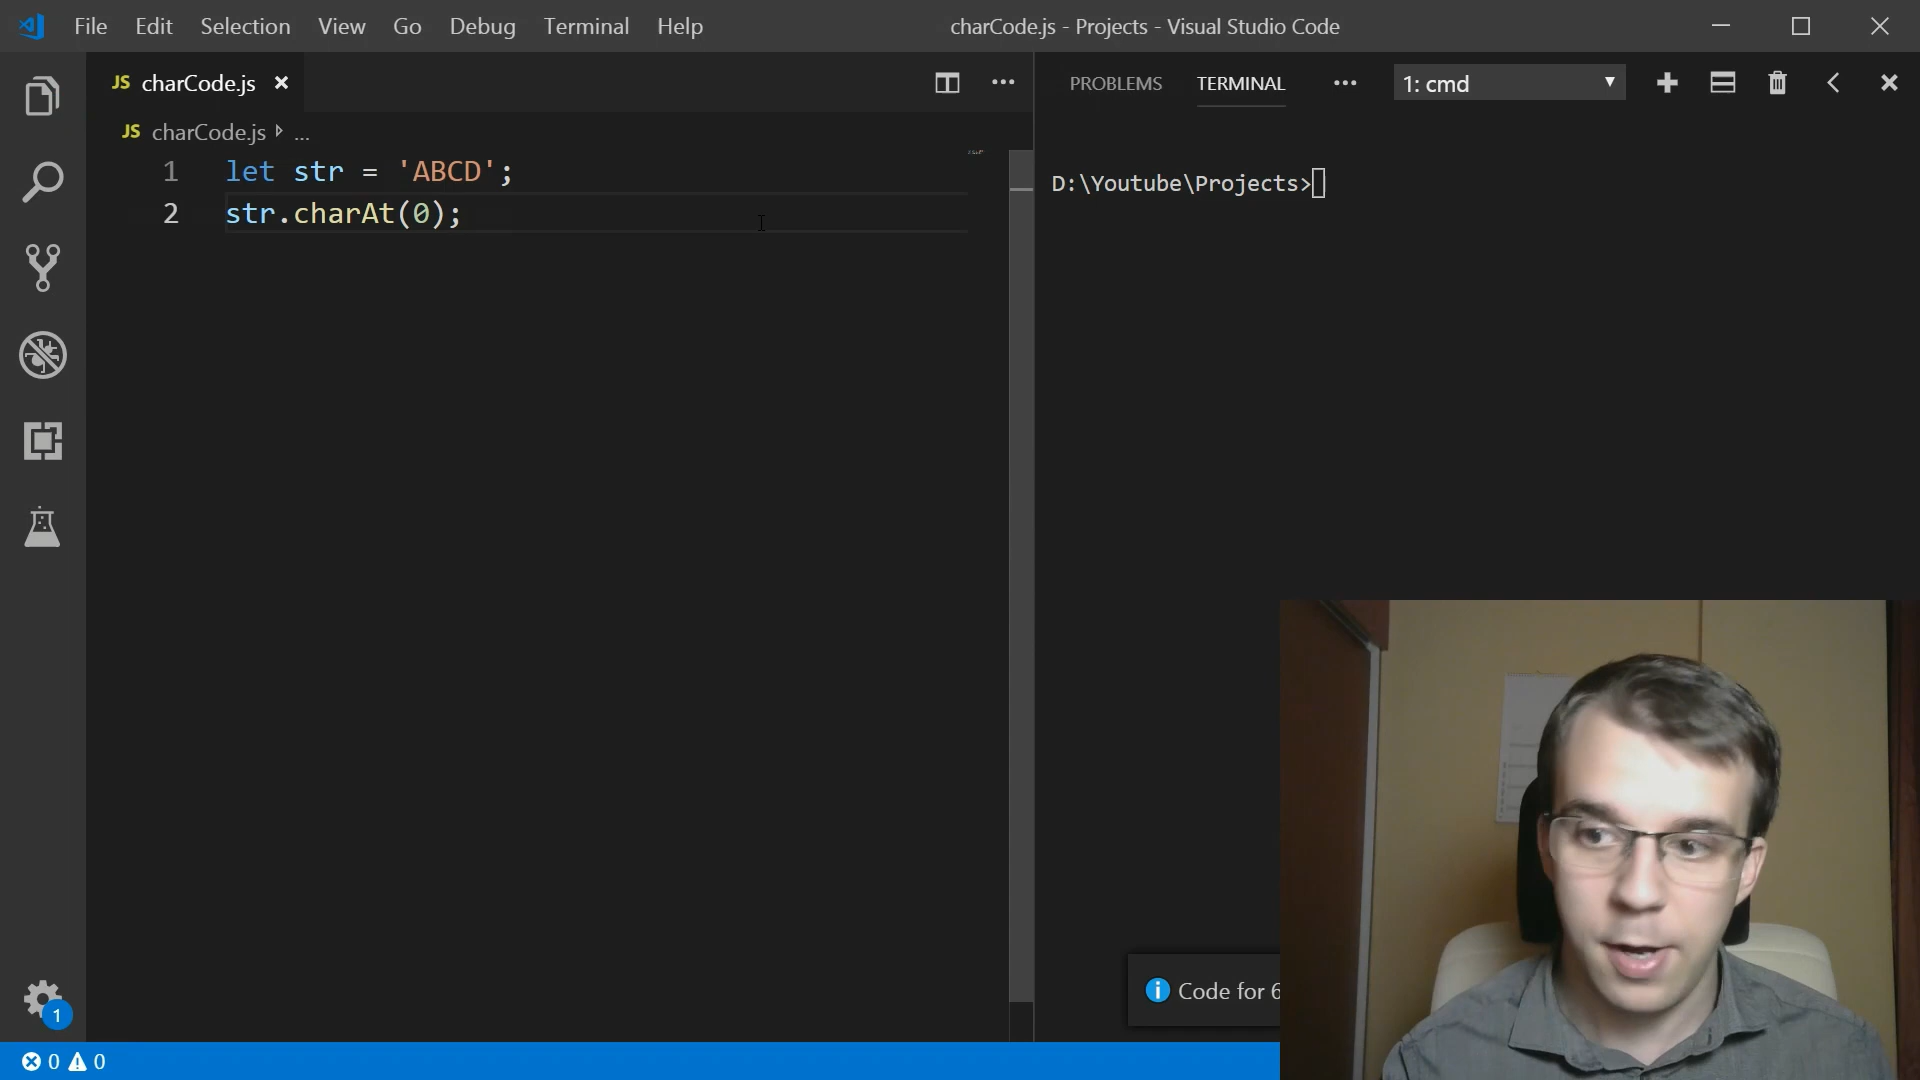 File Edit Selection View Go Debug Terminal Help
charCode.js - Projects - Visual Studio Code
JS charCode.js
PROBLEMS TERMINAL 1: cmd
JS charCode.js ...
1 let str = 'ABCD';
2 str.charAt(0);
D:\Youtube\Projects>
Code for 6
1
0 0